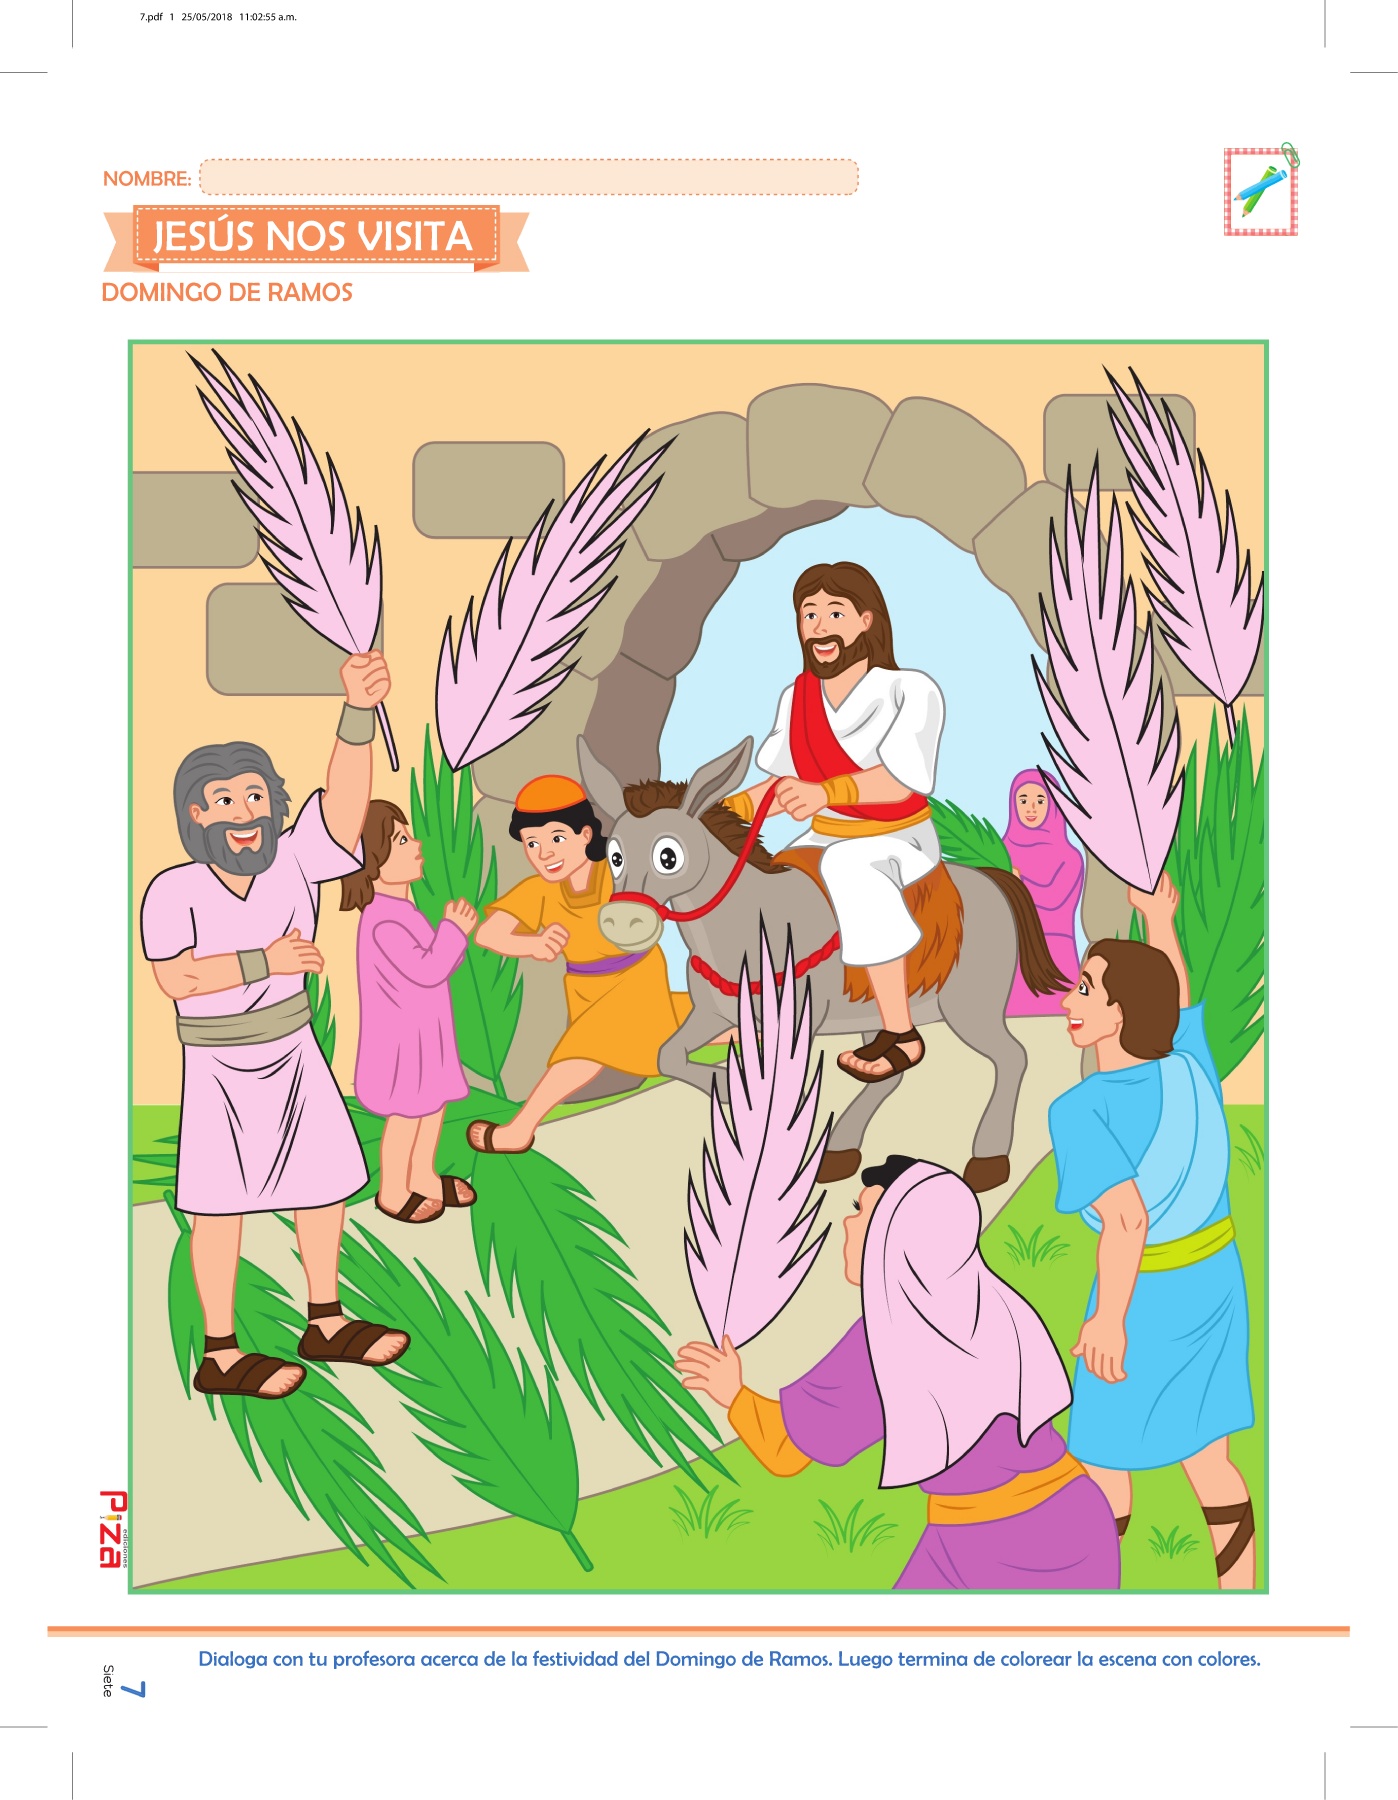 7.pdf 1 25/05/2018 11:02:55 a.m.
NOMBRE:
JESÚS NOS VISITA
DOMINGO DE RAMOS
Piza
ediciones
Dialoga con tu profesora acerca de la festividad del Domingo de Ramos. Luego termina de colorear la escena con colores.
Siete
7